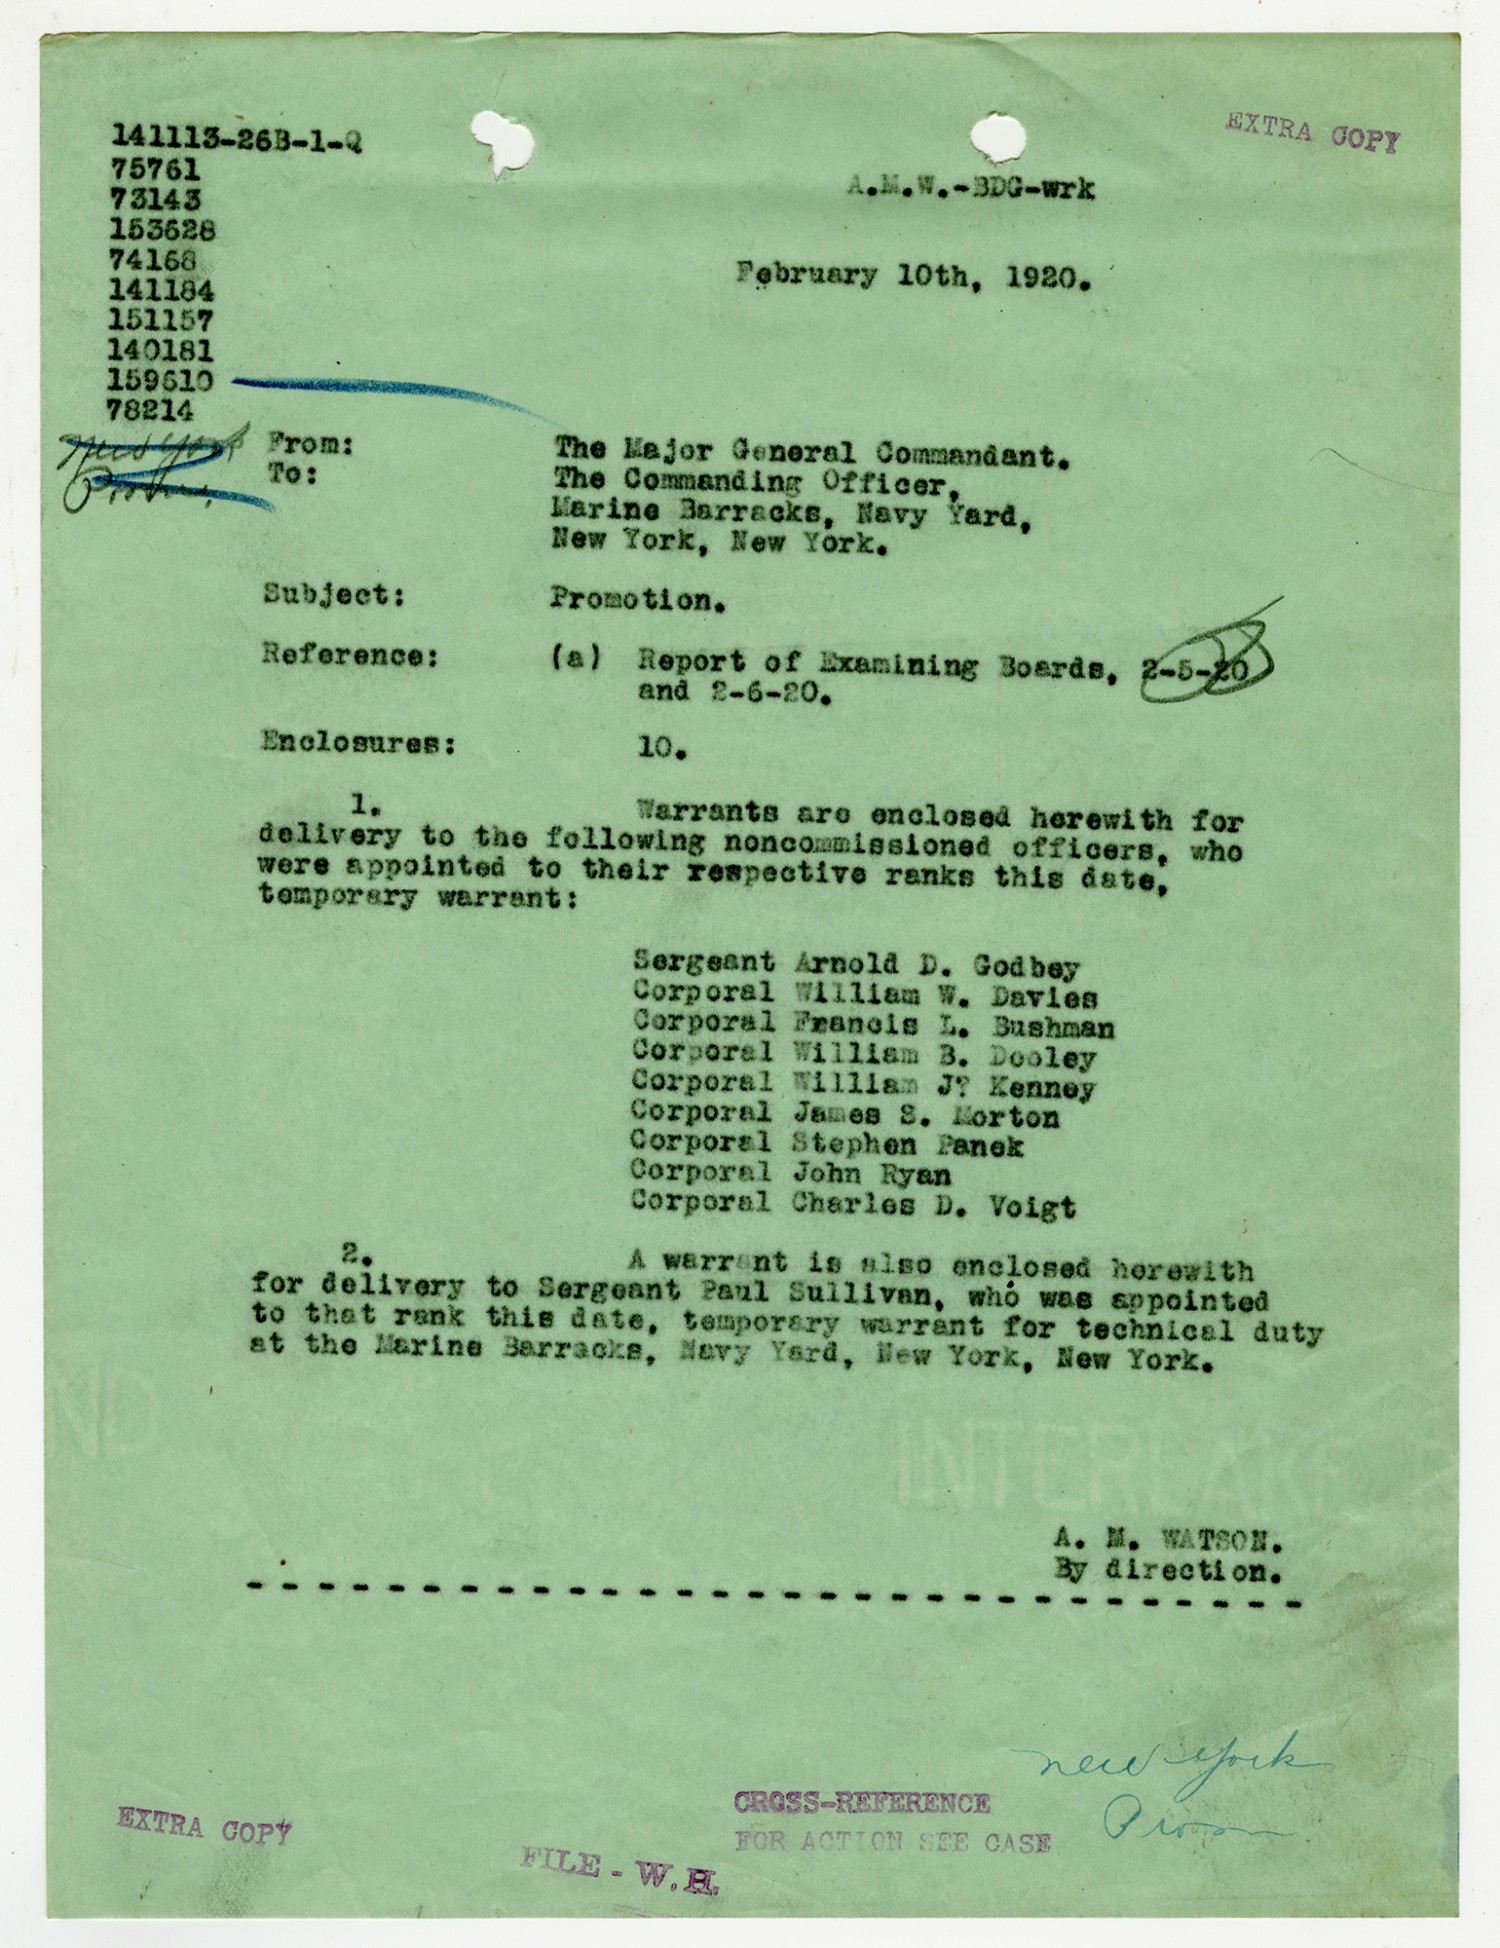 EXTRA COPY
141113-26B-1-Q
75761
73143
153628
74168
141184
151157
140181
159610
78214
A.M.W.-BDG-wrk
February 10th, 1920.
New York
From: The Major General Commandant.
To: The Commanding Officer,
Marine Barracks, Navy Yard,
New York, New York.
Subject: Promotion.
Reference: (a) Report of Examining Boards, 2-5-20
and 2-6-20.
Enclosures: 10.
1. Warrants are enclosed herewith for
delivery to the following noncommissioned officers, who
were appointed to their respective ranks this date,
temporary warrant:
Sergeant Arnold D. Godbey
Corporal William W. Davies
Corporal Francis L. Bushman
Corporal William B. Dooley
Corporal William J? Kenney
Corporal James S. Morton
Corporal Stephen Panek
Corporal John Ryan
Corporal Charles D. Voigt
2. A warrant is also enclosed herewith
for delivery to Sergeant Paul Sullivan, who was appointed
to that rank this date, temporary warrant for technical duty
at the Marine Barracks, Navy Yard, New York, New York.
INTERLAKE
A. M. WATSON.
By direction.
New York
Prom
EXTRA COPY
CROSS-REFERENCE
FOR ACTION SEE CASE
FILE - W.H.